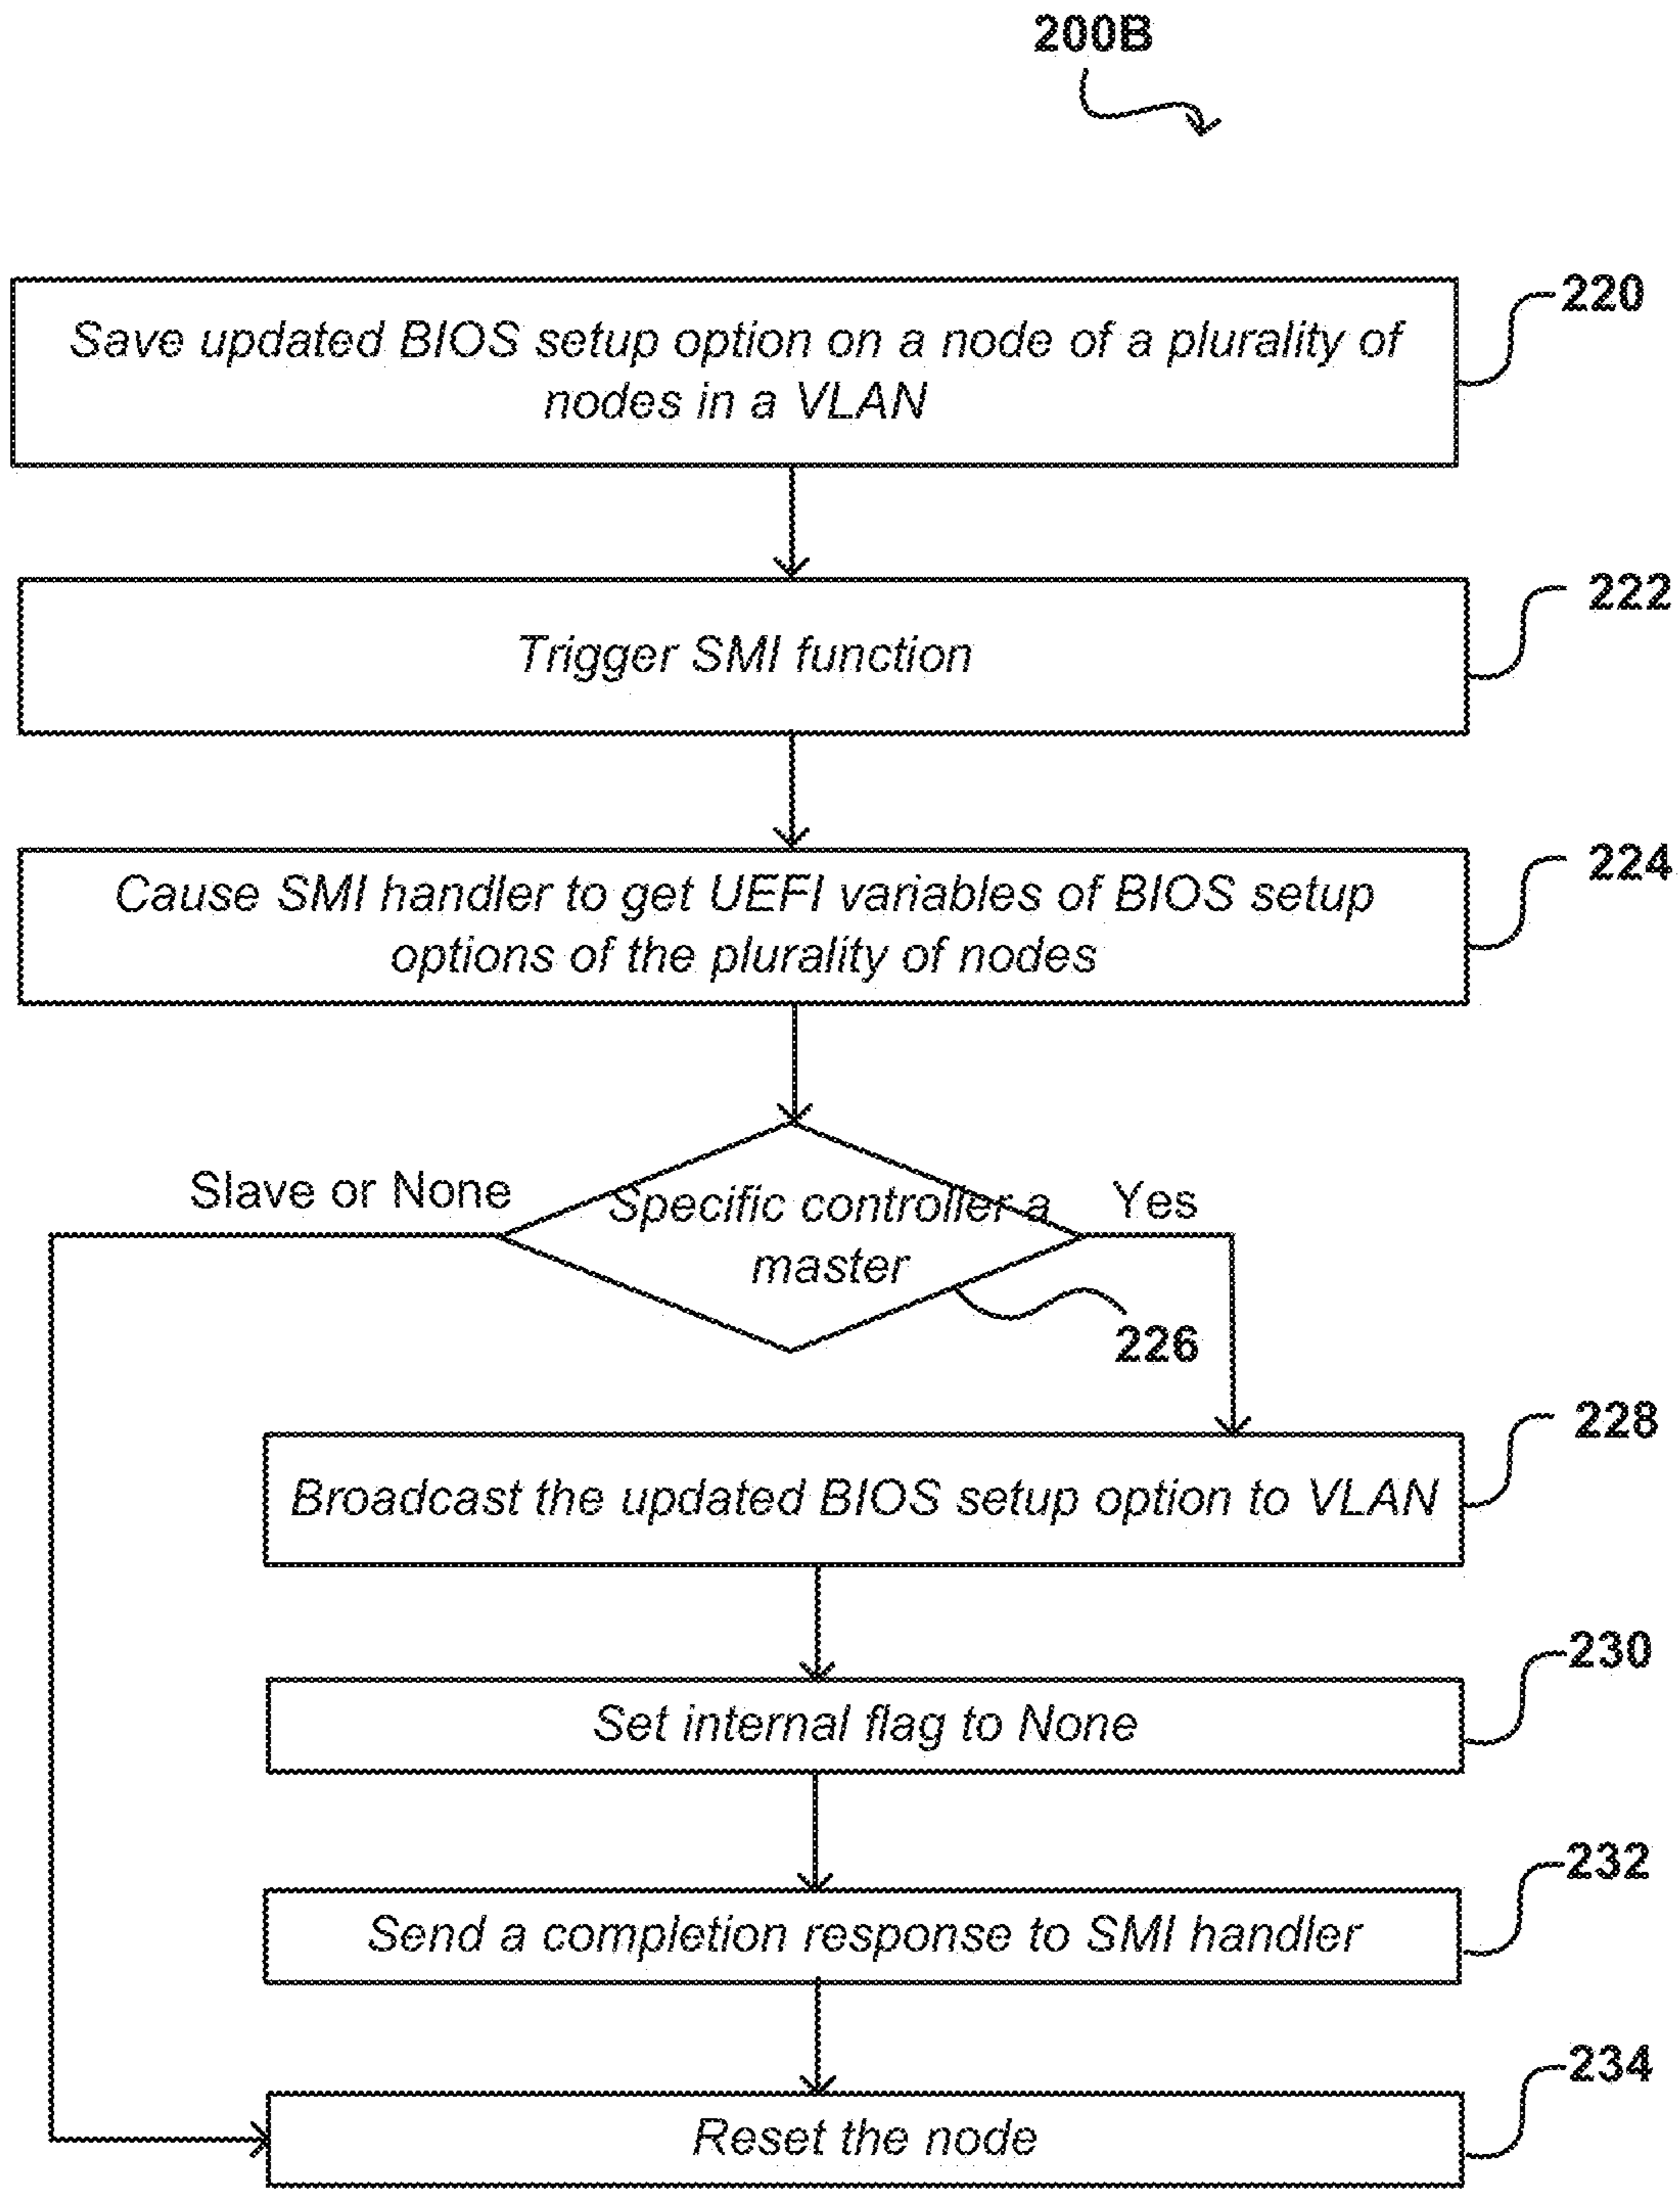 200B
Save updated BIOS setup option on a node of a plurality of
nodes in a VLAN
220
Trigger SMI function
222
Cause SMI handler to get UEFI variables of BIOS setup
options of the plurality of nodes
224
Slave or None
Specific controller a
master
Yes
226
Broadcast the updated BIOS setup option to VLAN
228
Set internal flag to None
230
Send a completion response to SMI handler
232
Reset the node
234